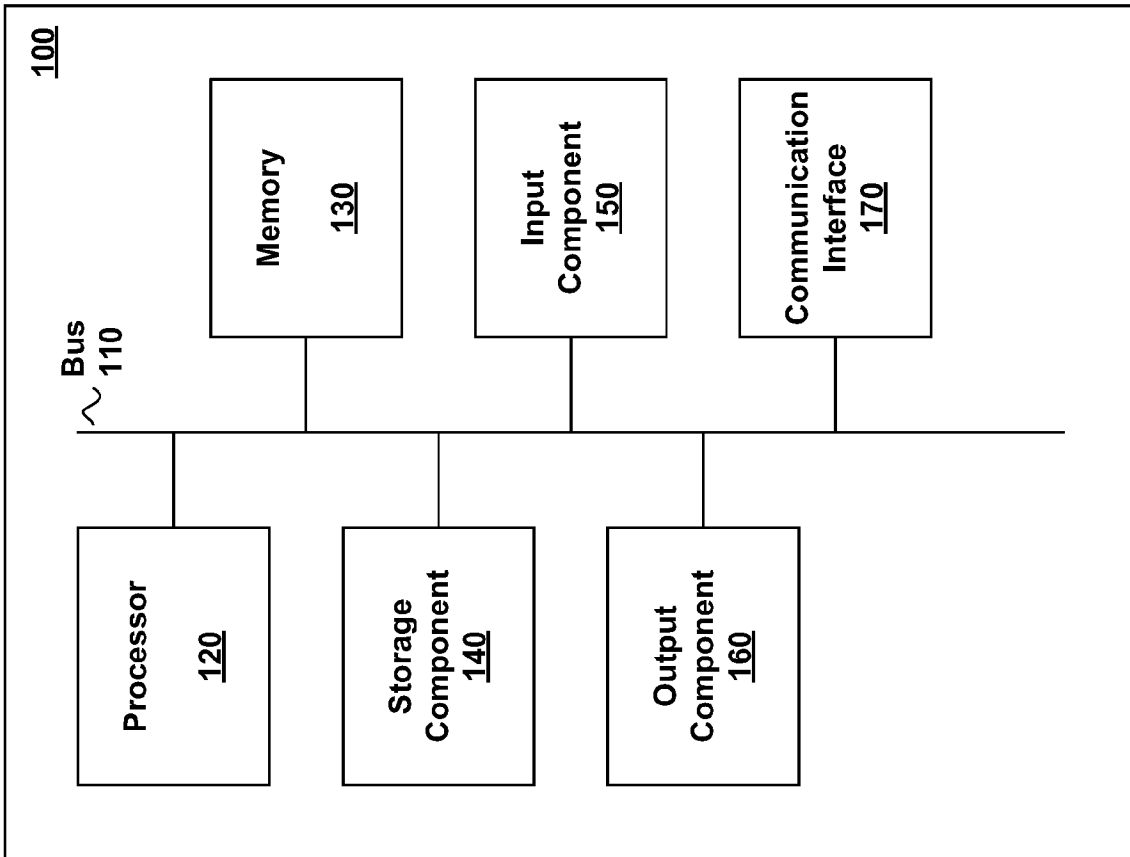 100
Bus
110
Processor
120
Memory
130
Storage
Component
140
Input
Component
150
Output
Component
160
Communication
Interface
170